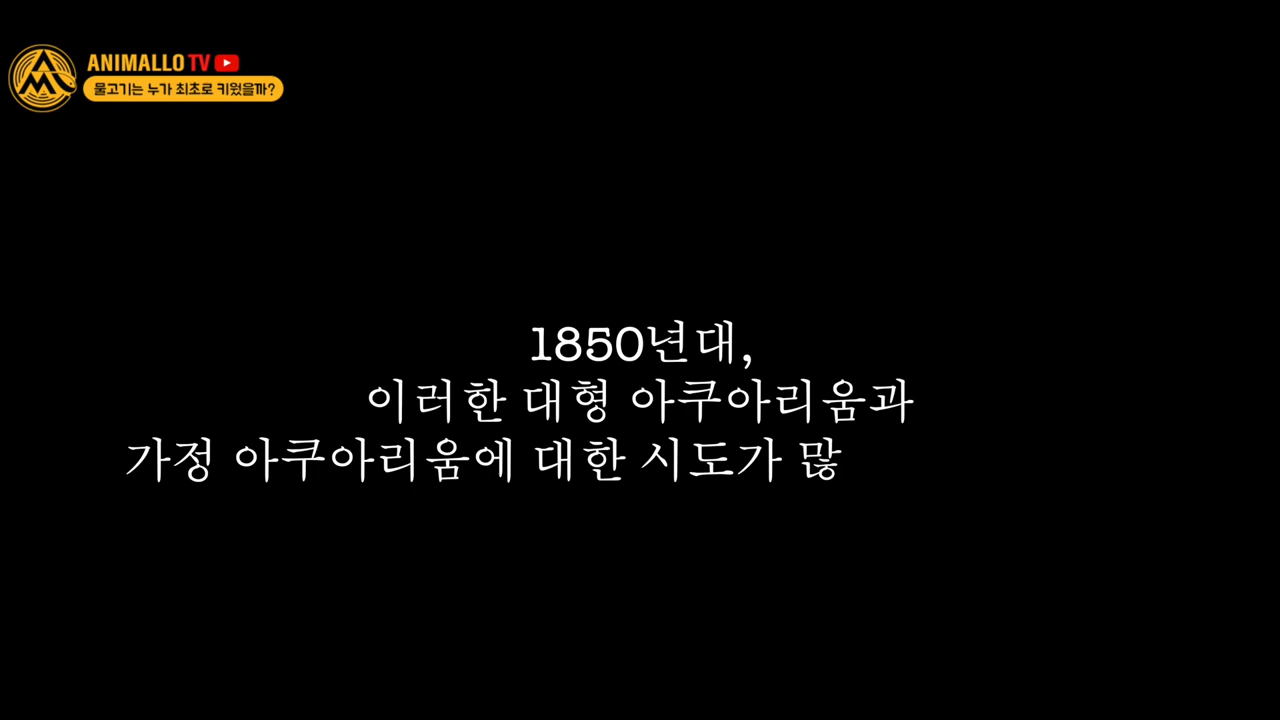 ANIMALLO TV
물고기는 누가 최초로 키웠을까?
1850년대,
이러한 대형 아쿠아리움과
가정 아쿠아리움에 대한 시도가 많